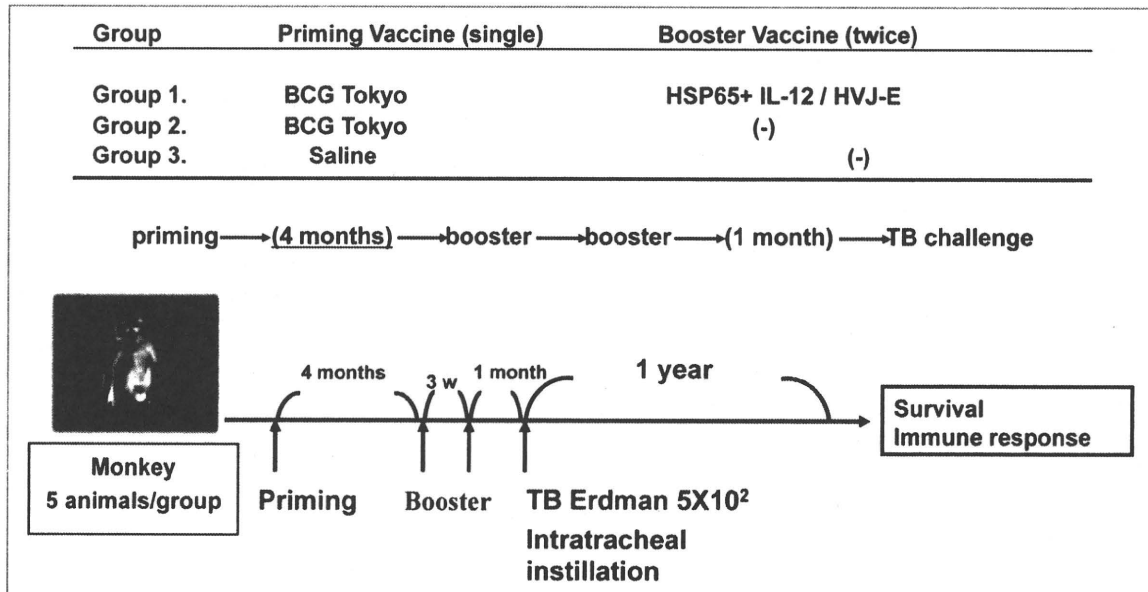 Group Priming Vaccine (single) Booster Vaccine (twice)
Group 1. BCG Tokyo HSP65+ IL-12 / HVJ-E
Group 2. BCG Tokyo (-)
Group 3. Saline (-)
priming (4 months) booster booster (1 month) TB challenge
4 months 3 w 1 month 1 year
Survival
Immune response
Monkey
5 animals/group
Priming Booster TB Erdman 5X10²
Intratracheal
instillation